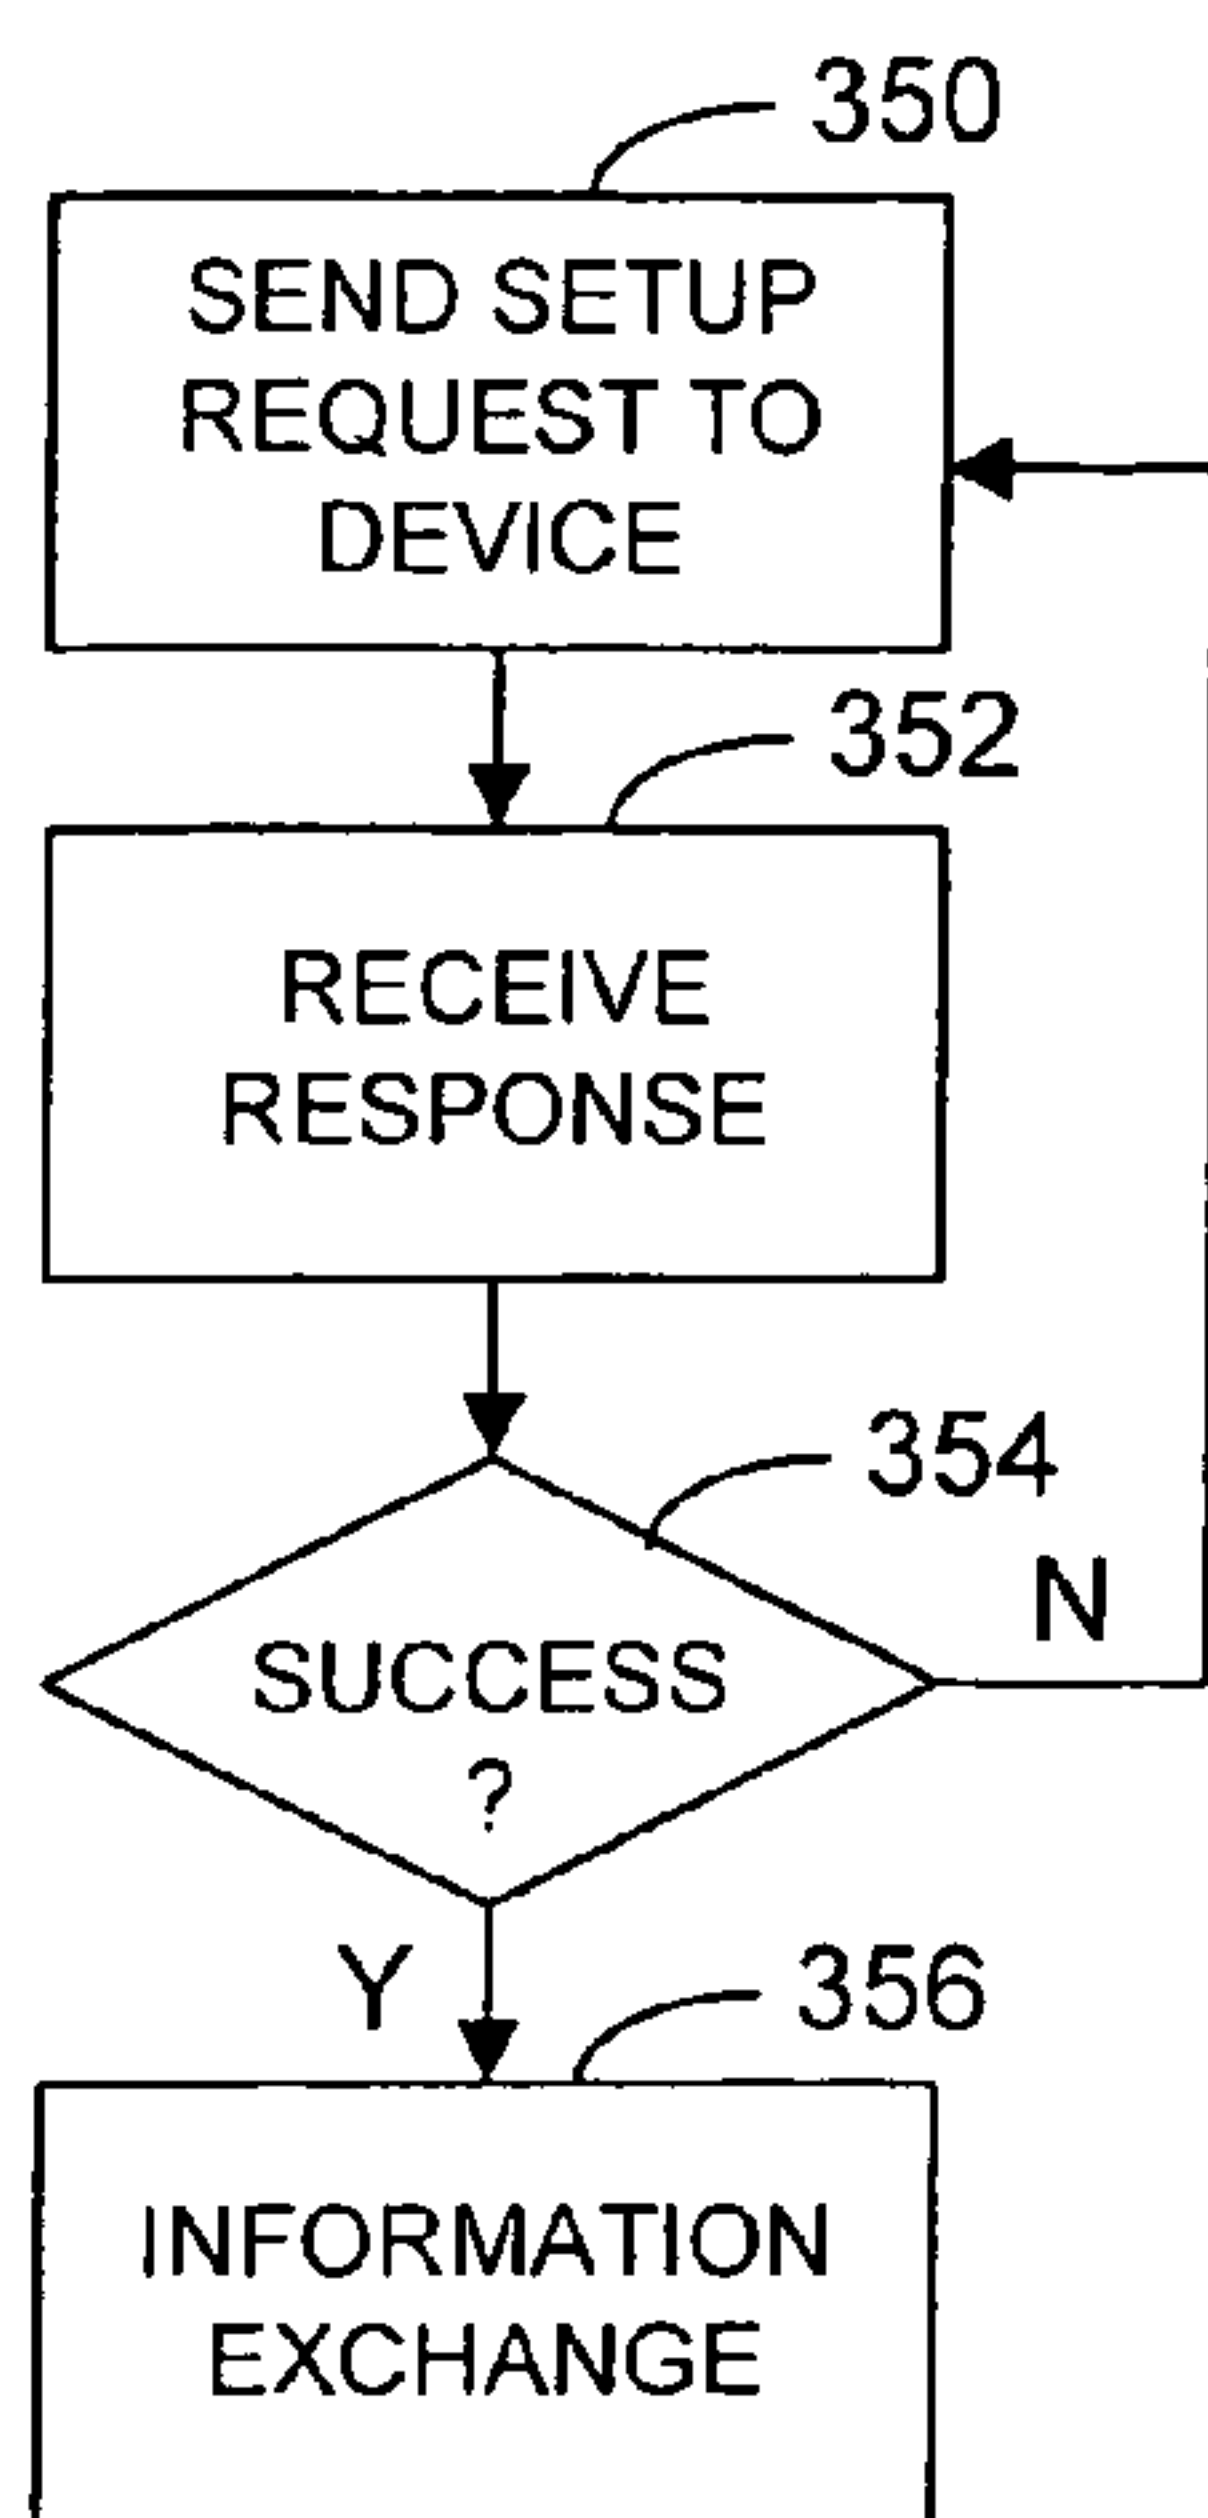 350
SEND SETUP
REQUEST TO
DEVICE
352
RECEIVE
RESPONSE
354
N
SUCCESS
?
Y
356
INFORMATION
EXCHANGE